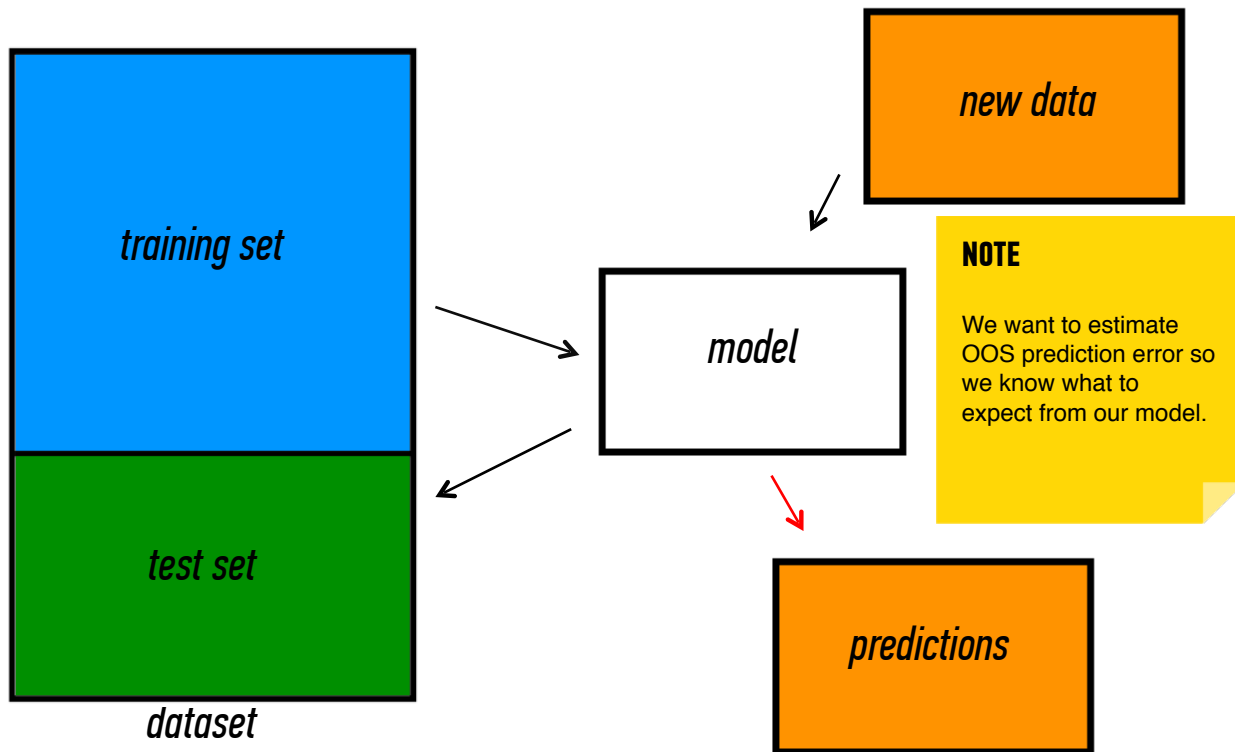 new data
training set
NOTE
We want to estimate
OOS prediction error so
we know what to
expect from our model.
model
test set
predictions
dataset